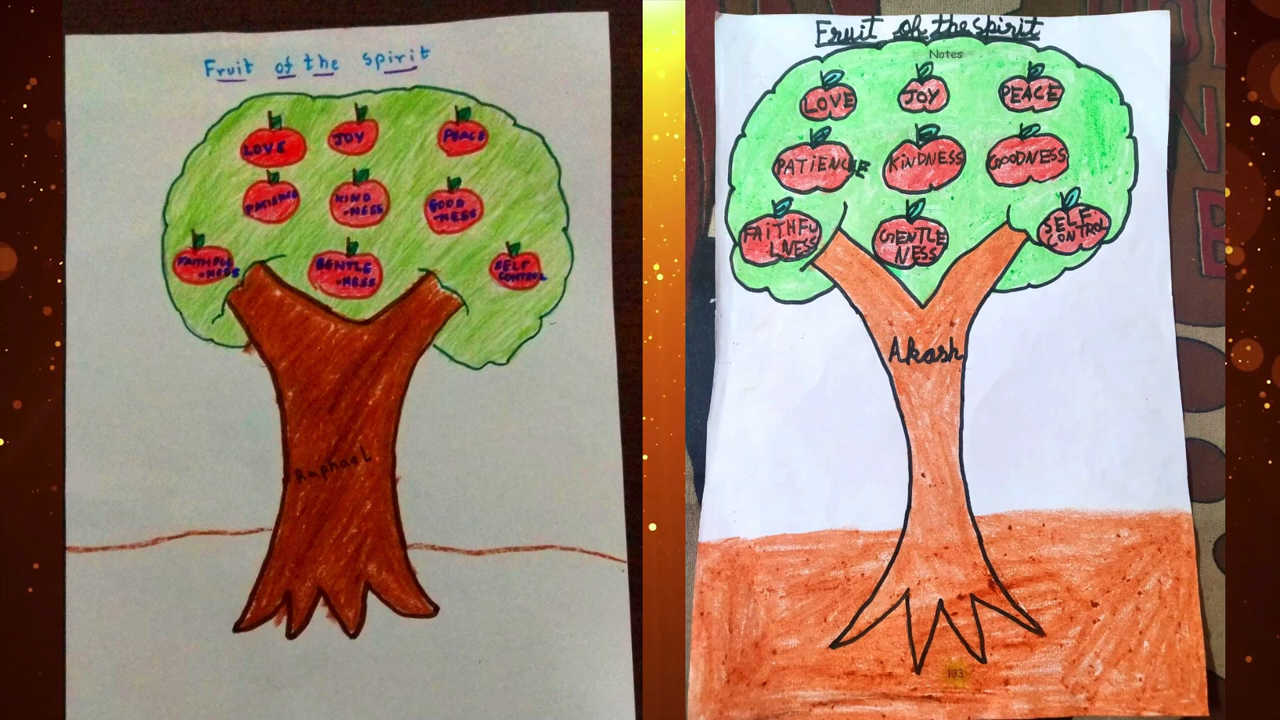 Fruit of the spirit
LOVE
JOY
PEACE
PATIENCE
KIND
-NESS
GOOD
-NESS
FAITHFUL
-NESS
GENTLE
-NESS
SELF
CONTROL
Raphael
Fruit of the spirit
Notes
LOVE
JOY
PEACE
PATIENCE
KINDNESS
GOODNESS
FAITHFU
LNESS
GENTLE
NESS
SELF
CONTROL
Akash
133